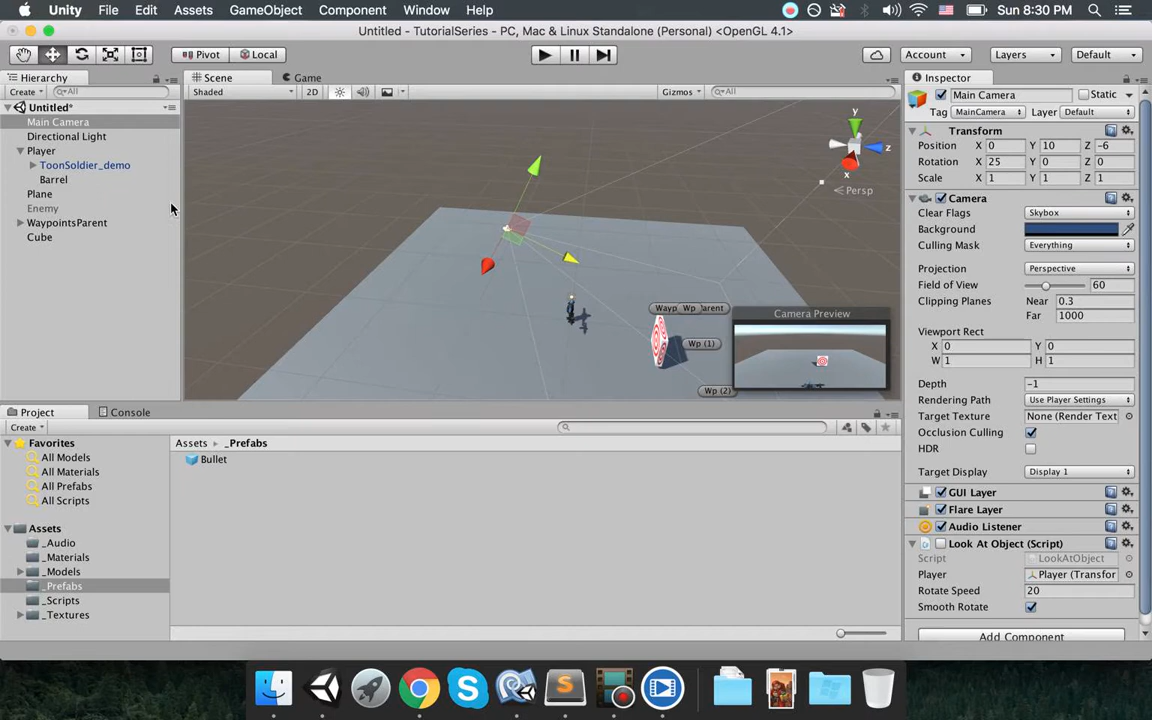 Unity File Edit Assets GameObject Component Window Help Sun 8:30 PM
Untitled - TutorialSeries - PC, Mac & Linux Standalone (Personal) <OpenGL 4.1>
Pivot Local Account Layers Default
Hierarchy Scene Game Inspector
Create All Shaded 2D Gizmos All Main Camera Static
Tag MainCamera Layer Default
Untitled*
Main Camera
Directional Light
Player
ToonSoldier_demo
Barrel
Plane
Enemy
WaypointsParent
Cube
y
z
x
Persp
Wayp Wp arent
Wp (1)
Wp (2)
Camera Preview
Transform
Position X 0 Y 10 Z -6
Rotation X 25 Y 0 Z 0
Scale X 1 Y 1 Z 1
Camera
Clear Flags Skybox
Background
Culling Mask Everything
Projection Perspective
Field of View 60
Clipping Planes Near 0.3
Far 1000
Viewport Rect
X 0 Y 0
W 1 H 1
Depth -1
Rendering Path Use Player Settings
Target Texture None (Render Text
Occlusion Culling
HDR
Target Display Display 1
GUI Layer
Flare Layer
Audio Listener
Look At Object (Script)
Script LookAtObject
Player Player (Transfor
Rotate Speed 20
Smooth Rotate
Add Component
Project Console
Create
Favorites
All Models
All Materials
All Prefabs
All Scripts
Assets
_Audio
_Materials
_Models
_Prefabs
_Scripts
_Textures
Assets _Prefabs
Bullet